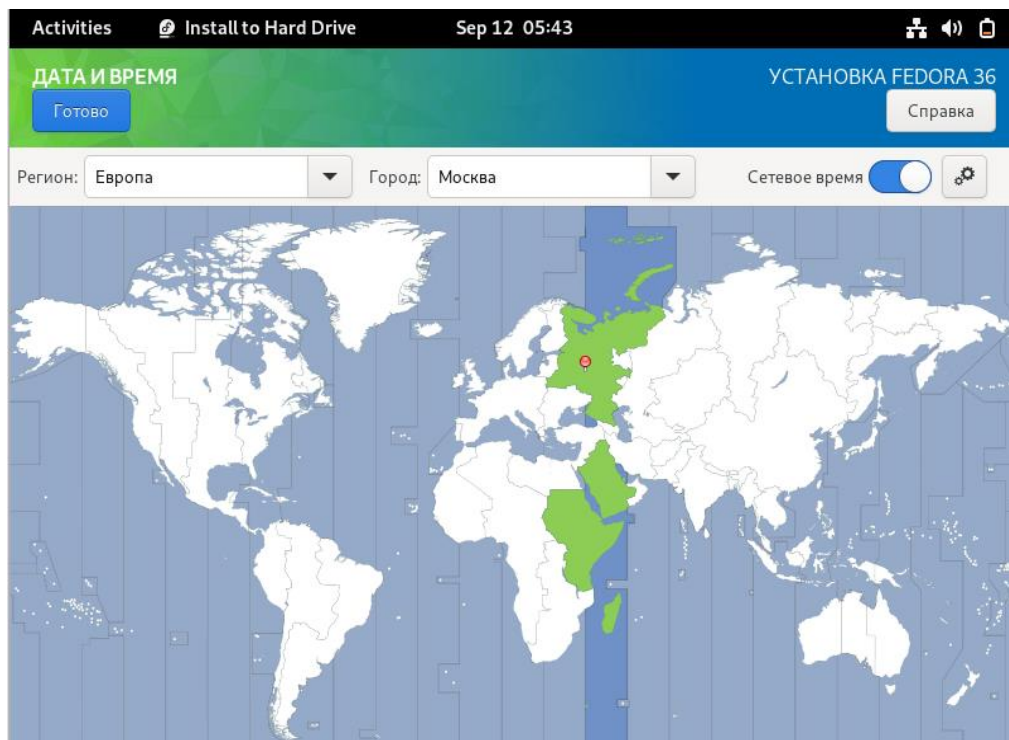 Activities Install to Hard Drive Sep 12 05:43
ДАТА И ВРЕМЯ
УСТАНОВКА FEDORA 36
Готово
Справка
Регион: Европа Город: Москва Сетевое время